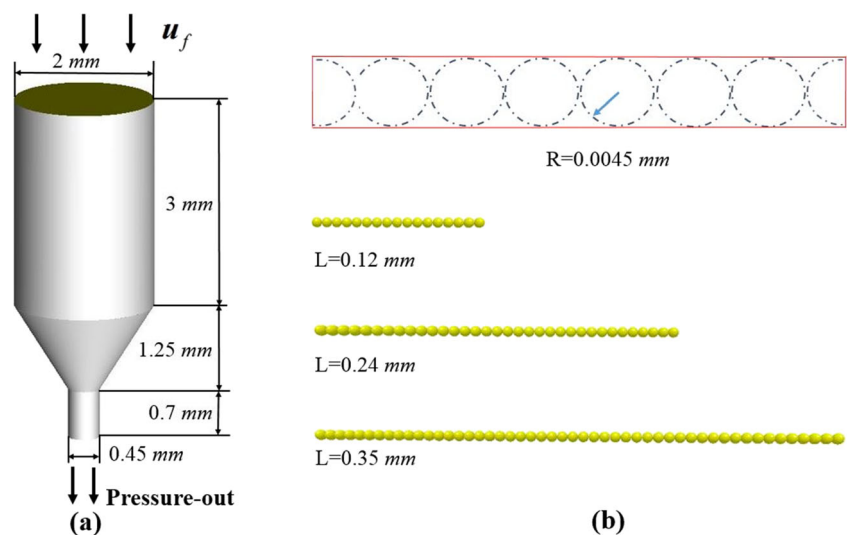 u_f
2 mm
3 mm
1.25 mm
0.7 mm
0.45 mm
Pressure-out
(a)
R=0.0045 mm
L=0.12 mm
L=0.24 mm
L=0.35 mm
(b)